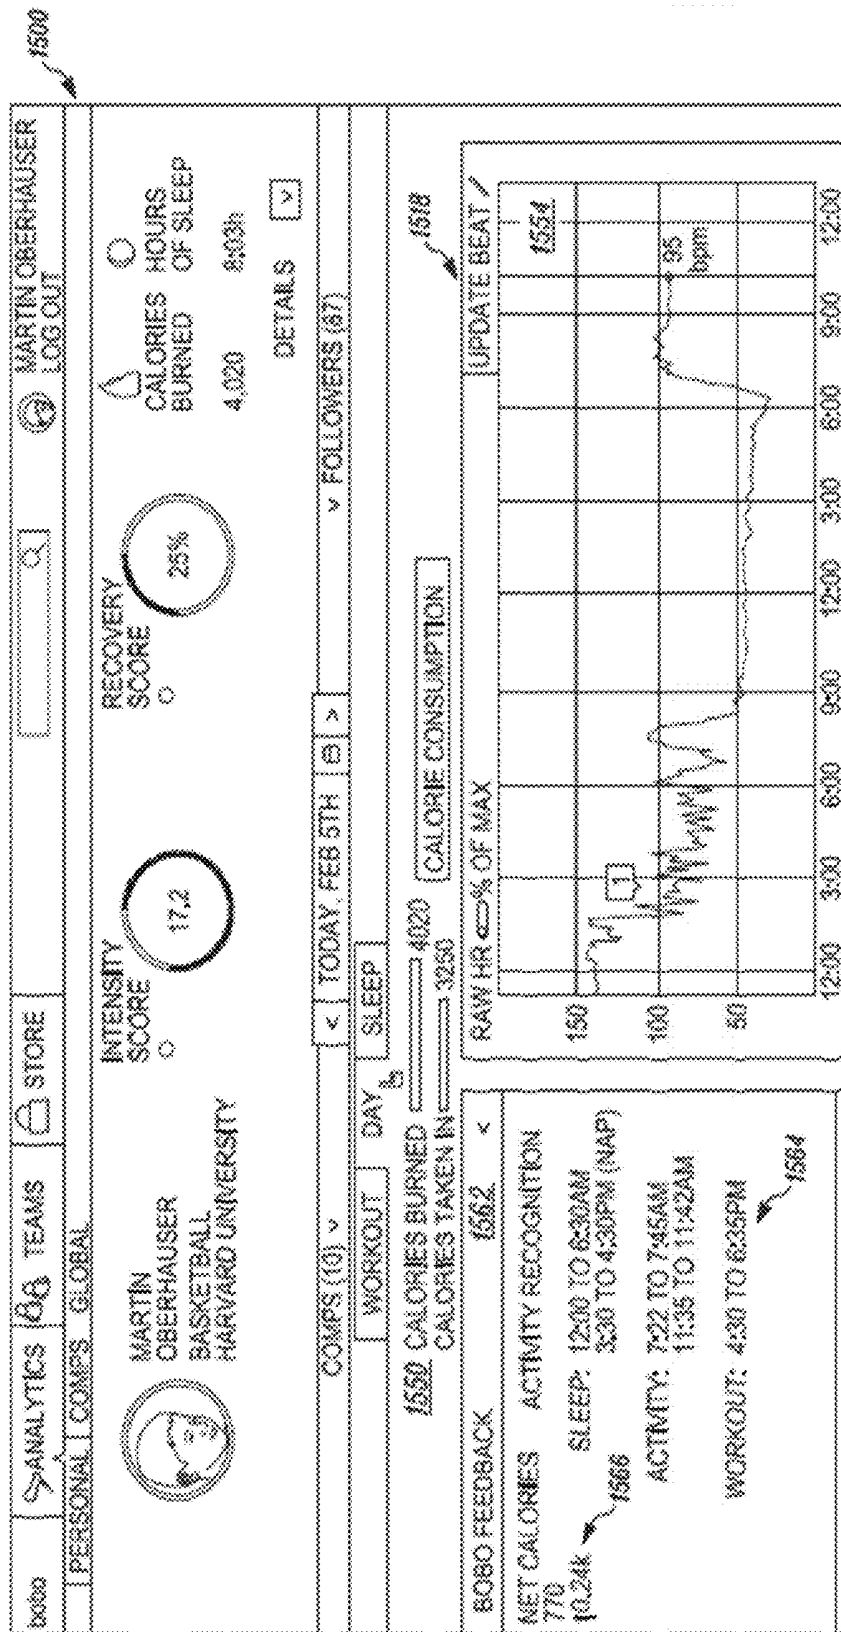 1500
bobo ANALYTICS TEAMS STORE MARTIN OBERHAUSER
LOG OUT
PERSONAL COMPS GLOBAL
MARTIN
OBERHAUSER
BASKETBALL
HARVARD UNIVERSITY
INTENSITY
SCORE
17.2
RECOVERY
SCORE
25%
CALORIES
BURNED
4,020
HOURS
OF SLEEP
8:03h
DETAILS v
COMPS (10) v < TODAY, FEB 5TH > v FOLLOWERS (67)
WORKOUT DAY SLEEP
1550 CALORIES BURNED 4020
CALORIES TAKEN IN 3250
CALORIE CONSUMPTION
1518
BOBO FEEDBACK 1562 <
NET CALORIES
770
0.24k
1566
ACTIVITY RECOGNITION
SLEEP: 12:00 TO 6:30AM
3:30 TO 4:30PM (NAP)
ACTIVITY: 7:22 TO 7:45AM
11:35 TO 11:42AM
WORKOUT: 4:30 TO 6:35PM
1564
RAW HR % OF MAX UPDATE BEAT /
1554
150
100
50
1
95
bpm
12:00 3:00 6:00 9:00 12:00 3:00 6:00 9:00 12:00